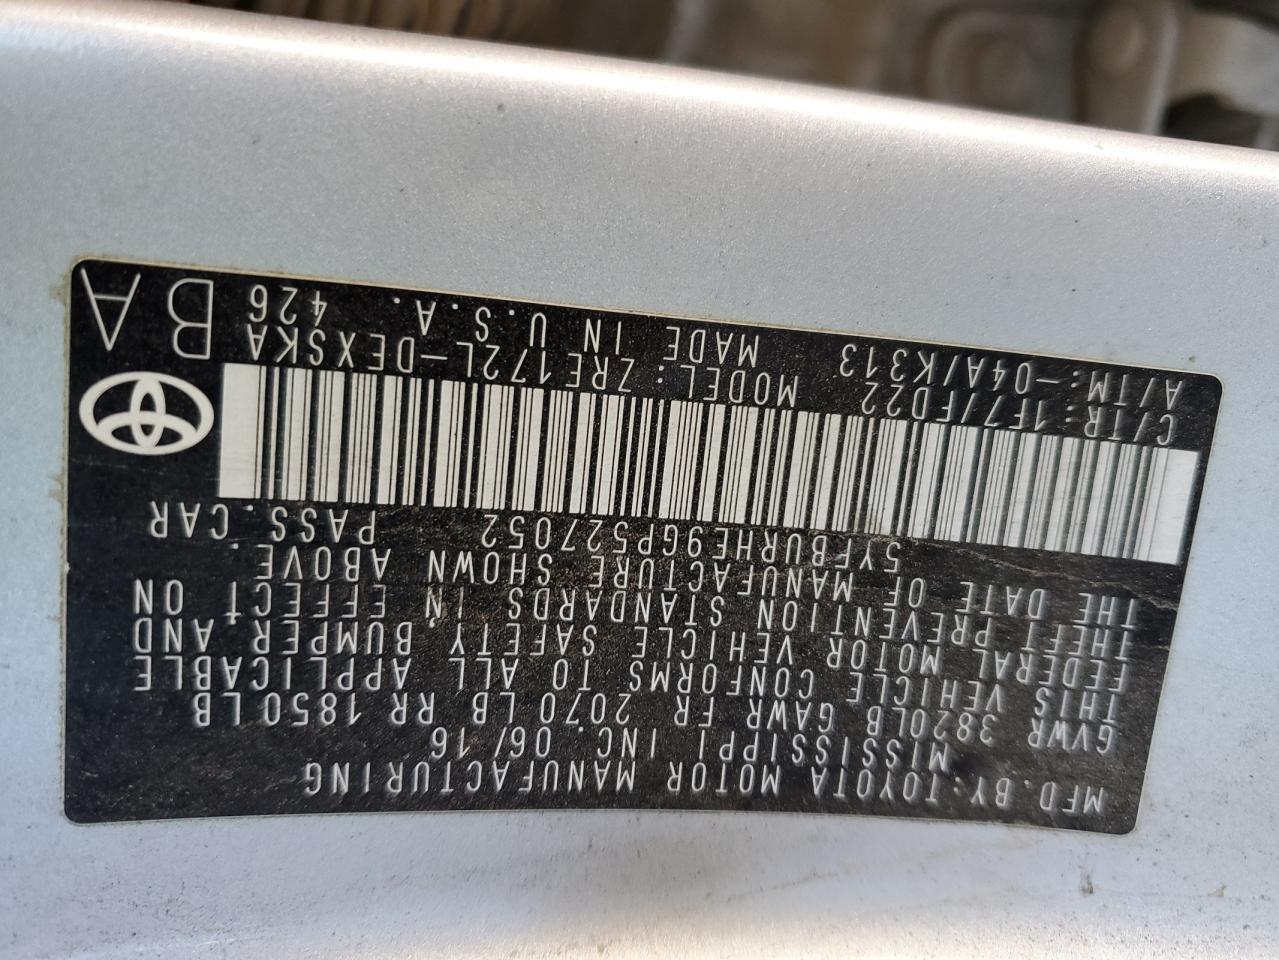 MFD. BY: TOYOTA MOTOR MANUFACTURING
MISSISSIPPI INC. 06/16
GVWR 3820LB GAWR FR 2070LB RR 1850LB
THIS VEHICLE CONFORMS TO ALL APPLICABLE
FEDERAL MOTOR VEHICLE SAFETY, BUMPER AND
THEFT PREVENTION STANDARDS IN EFFECT ON
THE DATE OF MANUFACTURE SHOWN ABOVE.
5YFBURHE9GP527052 PASS. CAR
C/TR: 1F7/FD22 MODEL: ZRE172L-DEXSKA
A/TM: -04A/K313 MADE IN U.S.A. 426
B A